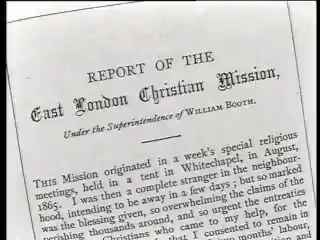 REPORT OF THE
East London Christian Mission,
Under the Superintendence of WILLIAM BOOTH.
THIS Mission originated in a week's special religious
meetings, held in a tent in Whitechapel, in August,
1865. I was then a complete stranger in the neighbour-
hood, intending to be away in a few days; but so marked
was the blessing given, so overwhelming the claims of the
perishing thousands around, and so urgent the entreaties
Christians who came to my help, for the
that I consented to remain in
months' labour,